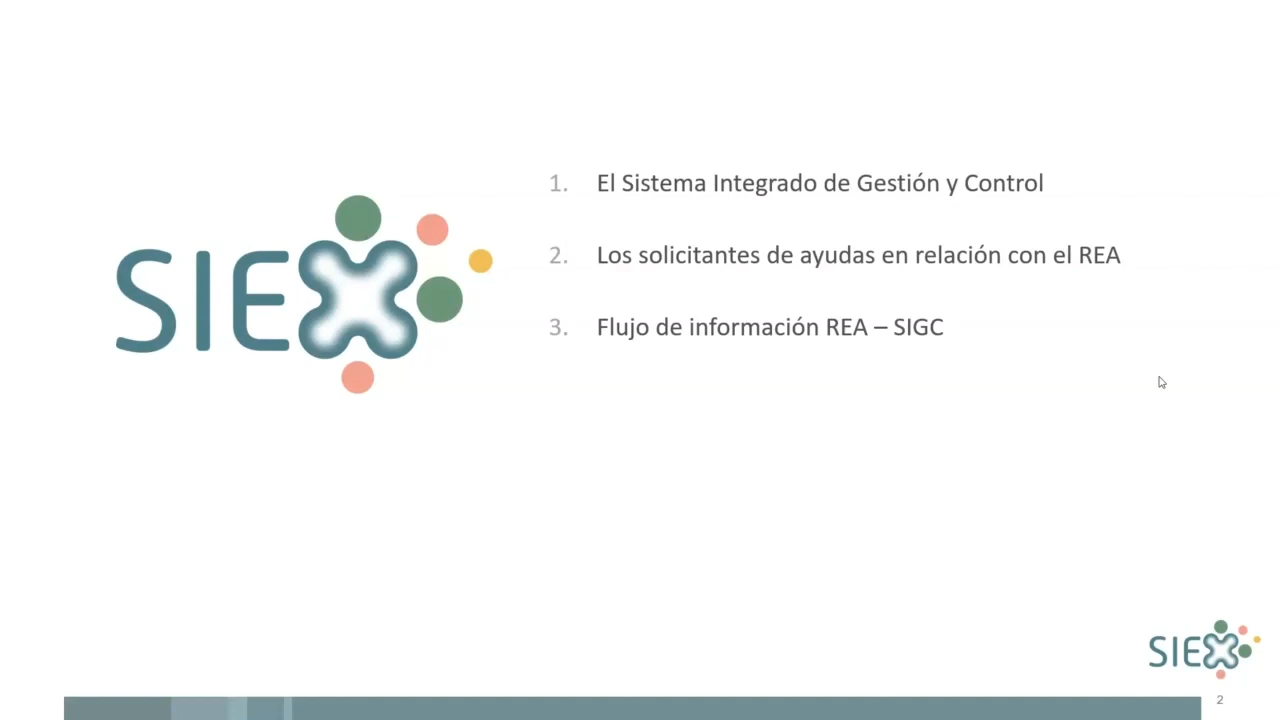 SIEX
1. El Sistema Integrado de Gestión y Control
2. Los solicitantes de ayudas en relación con el REA
3. Flujo de información REA – SIGC
SIEX
2